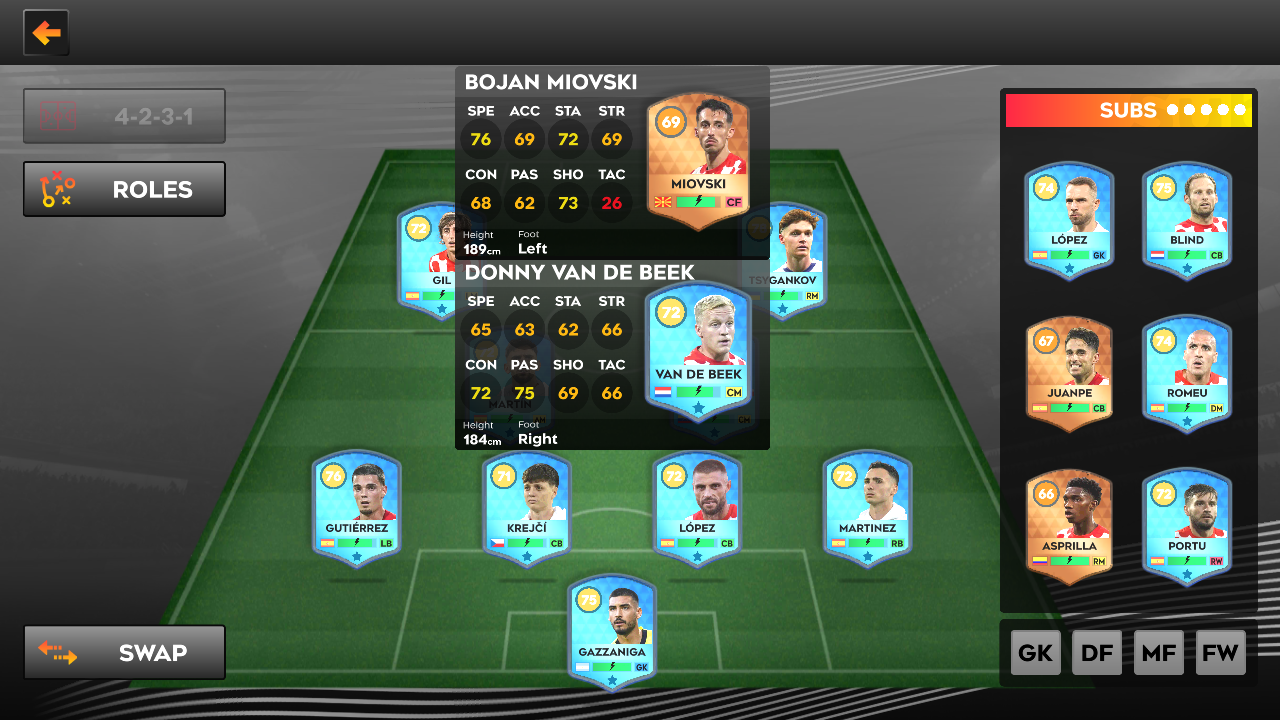 4-2-3-1
ROLES
BOJAN MIOVSKI
SPE ACC STA STR
76 69 72 69
CON PAS SHO TAC
68 62 73 26
Height Foot
189cm Left
69
MIOVSKI
CF
DONNY VAN DE BEEK
SPE ACC STA STR
65 63 62 66
CON PAS SHO TAC
72 75 69 66
Height Foot
184cm Right
72
VAN DE BEEK
CM
72
GIL
TSYGANKOV
RM
MARTIN
AM
CM
76
GUTIÉRREZ
LB
71
KREJČÍ
CB
72
LÓPEZ
CB
72
MARTINEZ
RB
75
GAZZANIGA
GK
SWAP
SUBS
74
LÓPEZ
GK
75
BLIND
CB
67
JUANPE
CB
74
ROMEU
DM
66
ASPRILLA
RM
72
PORTU
RW
GK DF MF FW